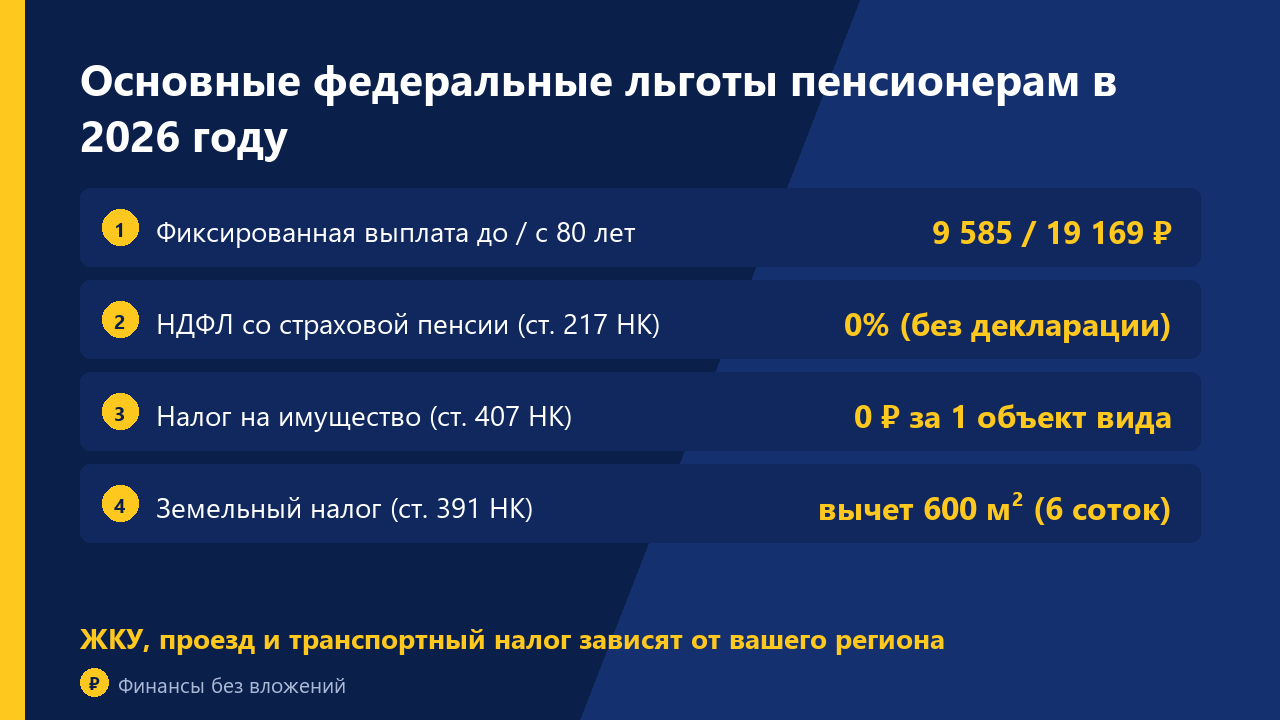 Основные федеральные льготы пенсионерам в
2026 году
1 Фиксированная выплата до / с 80 лет 9 585 / 19 169 ₽
2 НДФЛ со страховой пенсии (ст. 217 НК) 0% (без декларации)
3 Налог на имущество (ст. 407 НК) 0 ₽ за 1 объект вида
4 Земельный налог (ст. 391 НК) вычет 600 м² (6 соток)
ЖКУ, проезд и транспортный налог зависят от вашего региона
₽ Финансы без вложений